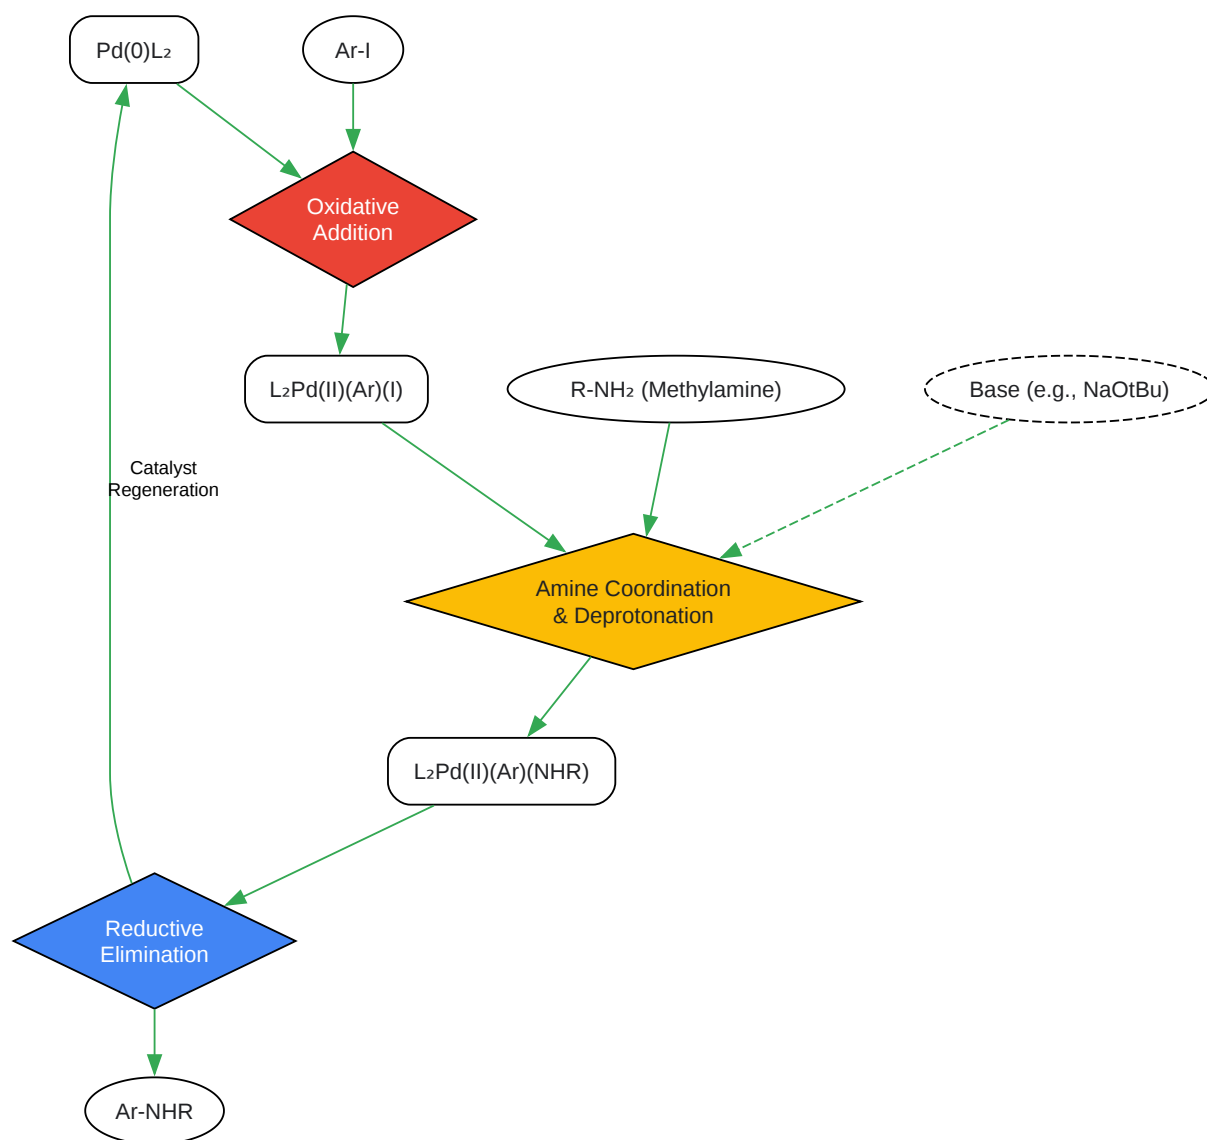 Pd(0)L₂
Ar-I
Oxidative
Addition
L₂Pd(II)(Ar)(I)
R-NH₂ (Methylamine)
Base (e.g., NaOtBu)
Catalyst
Regeneration
Amine Coordination
& Deprotonation
L₂Pd(II)(Ar)(NHR)
Reductive
Elimination
Ar-NHR